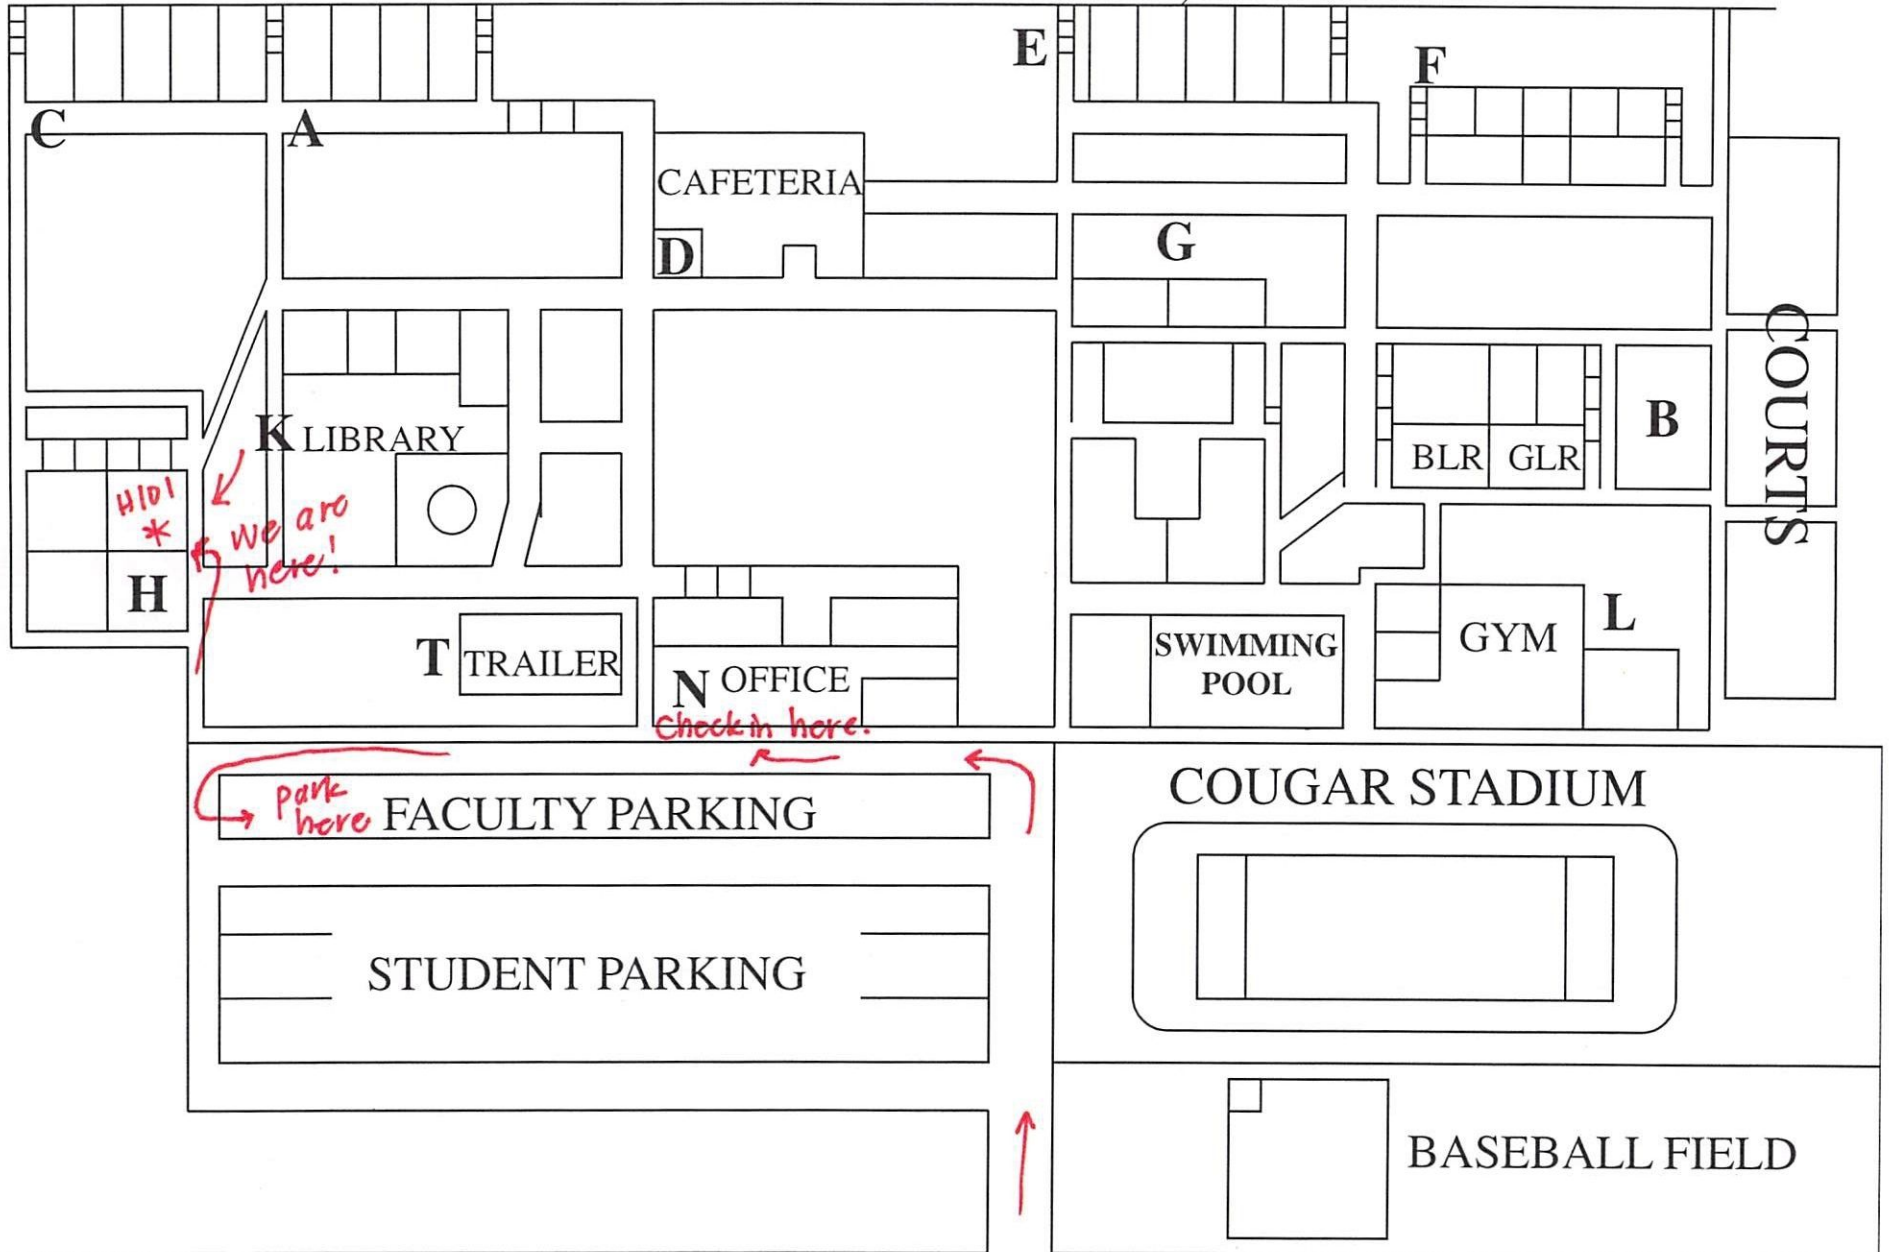 E
F
C
A
CAFETERIA
D
G
COURTS
K LIBRARY
B
BLR GLR
H101
*
We are
here!
H
T TRAILER
N OFFICE
Check in here!
SWIMMING
POOL
GYM
L
Park
here
FACULTY PARKING
COUGAR STADIUM
STUDENT PARKING
BASEBALL FIELD